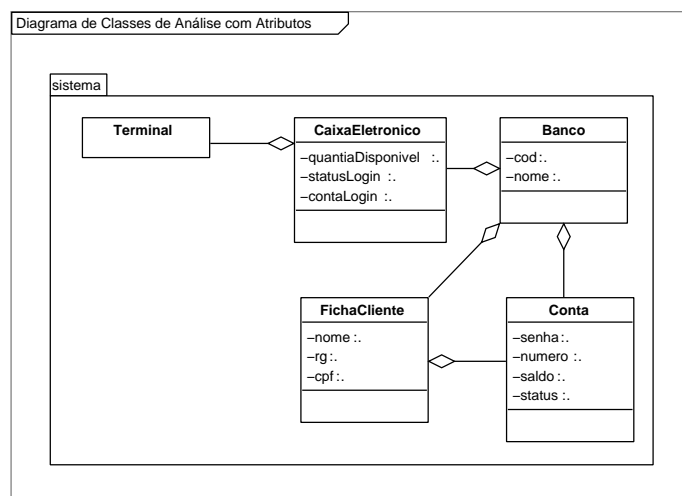 Diagrama de Classes de Análise com Atributos
sistema
Terminal
CaixaEletronico
–quantiaDisponivel :.
–statusLogin :.
–contaLogin :.
Banco
–cod:.
–nome:.
FichaCliente
–nome:.
–rg:.
–cpf:.
Conta
–senha:.
–numero :.
–saldo:.
–status :.